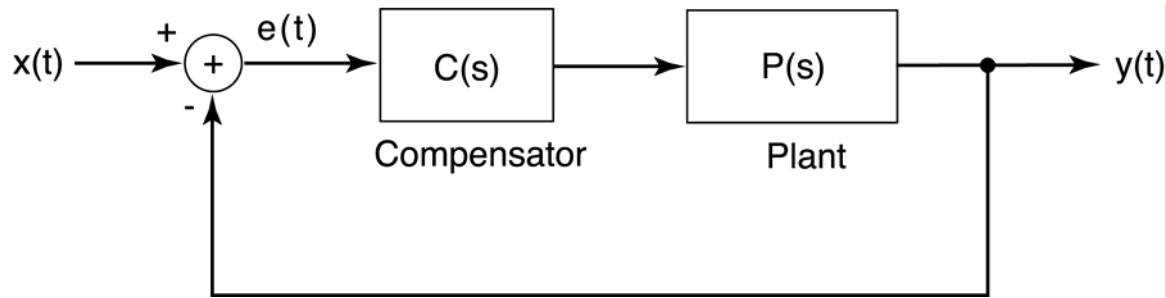 +
e(t)
x(t)
+
C(s)
P(s)
y(t)
-
Compensator
Plant